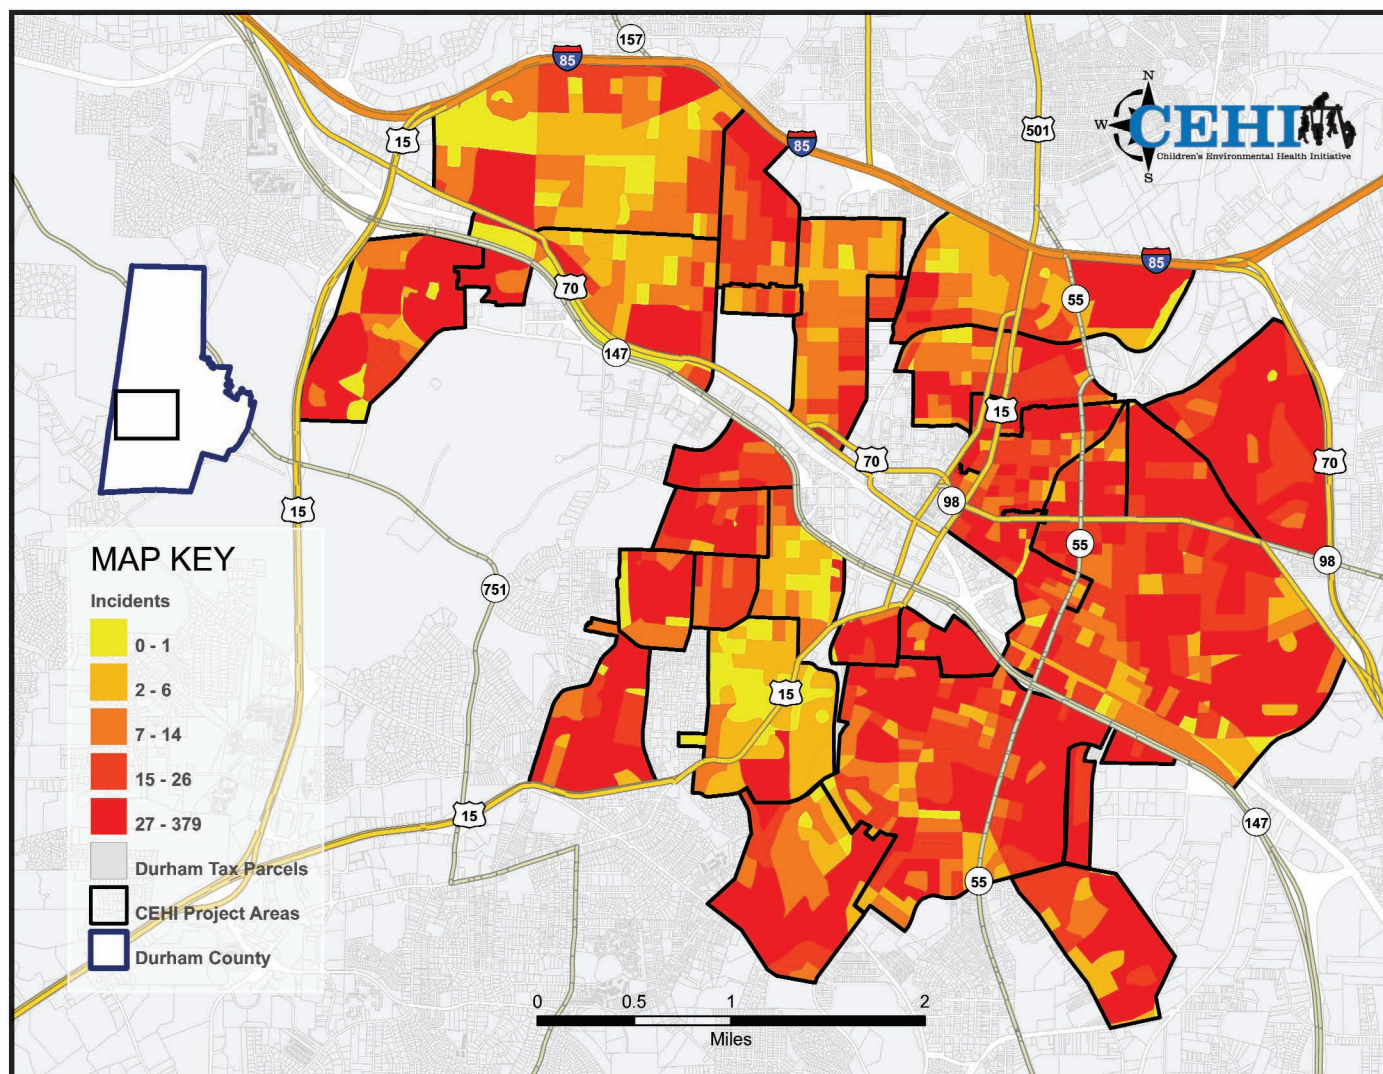 157
85
15
501
N
W
CEHI
Children's Environmental Health Initiative
S
85
85
70
55
147
15
70
70
98
15
55
98
751
MAP KEY
Incidents
0 - 1
2 - 6
7 - 14
15 - 26
27 - 379
Durham Tax Parcels
CEHI Project Areas
Durham County
15
15
147
55
0 0.5 1 2
Miles